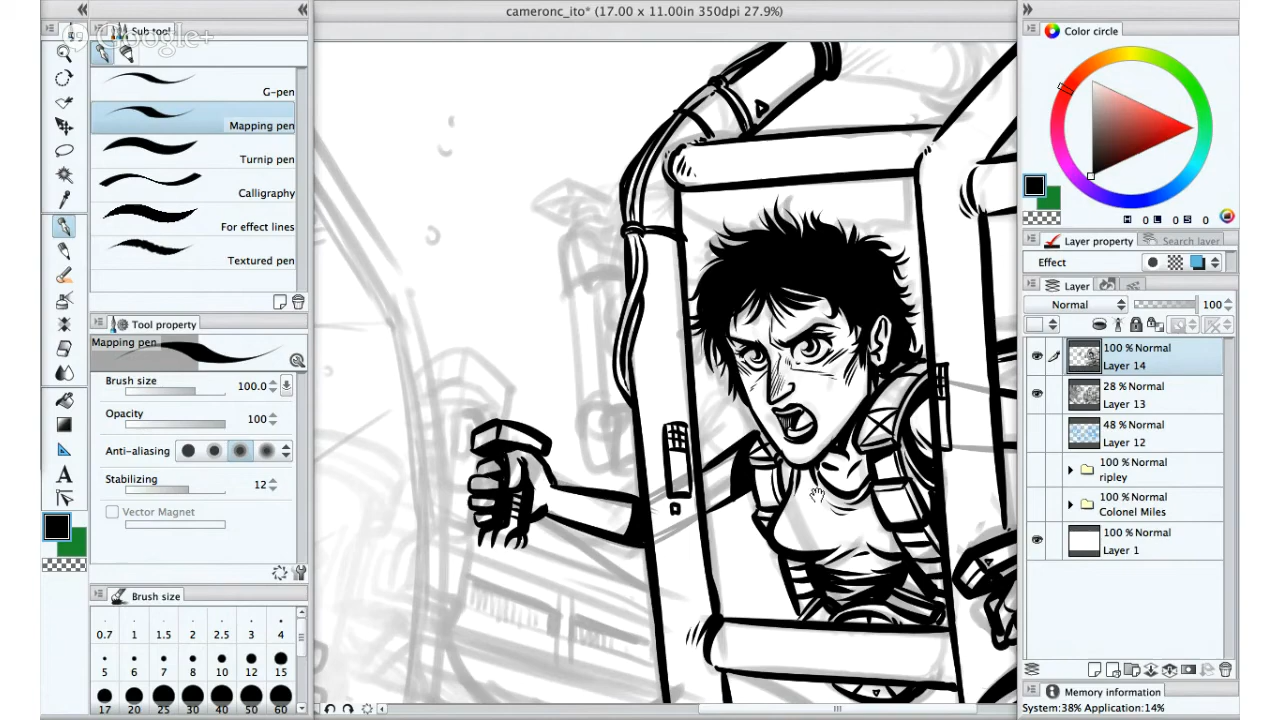 cameronc_ito* (17.00 x 11.00in 350dpi 27.9%)
Google+
Sub tool
G-pen
Mapping pen
Turnip pen
Calligraphy
For effect lines
Textured pen
Tool property
Mapping pen
Brush size 100.0
Opacity 100
Anti-aliasing
Stabilizing 12
Vector Magnet
Brush size
0.7 1 1.5 2 2.5 3 4
5 6 7 8 10 12 15
17 20 25 30 40 50 60
Color circle
H 0 L 0 S 0
Layer property Search layer
Effect
Layer
Normal 100
100 % Normal
Layer 14
28 % Normal
Layer 13
48 % Normal
Layer 12
100 % Normal
ripley
100 % Normal
Colonel Miles
100 % Normal
Layer 1
Memory information
System:38% Application:14%